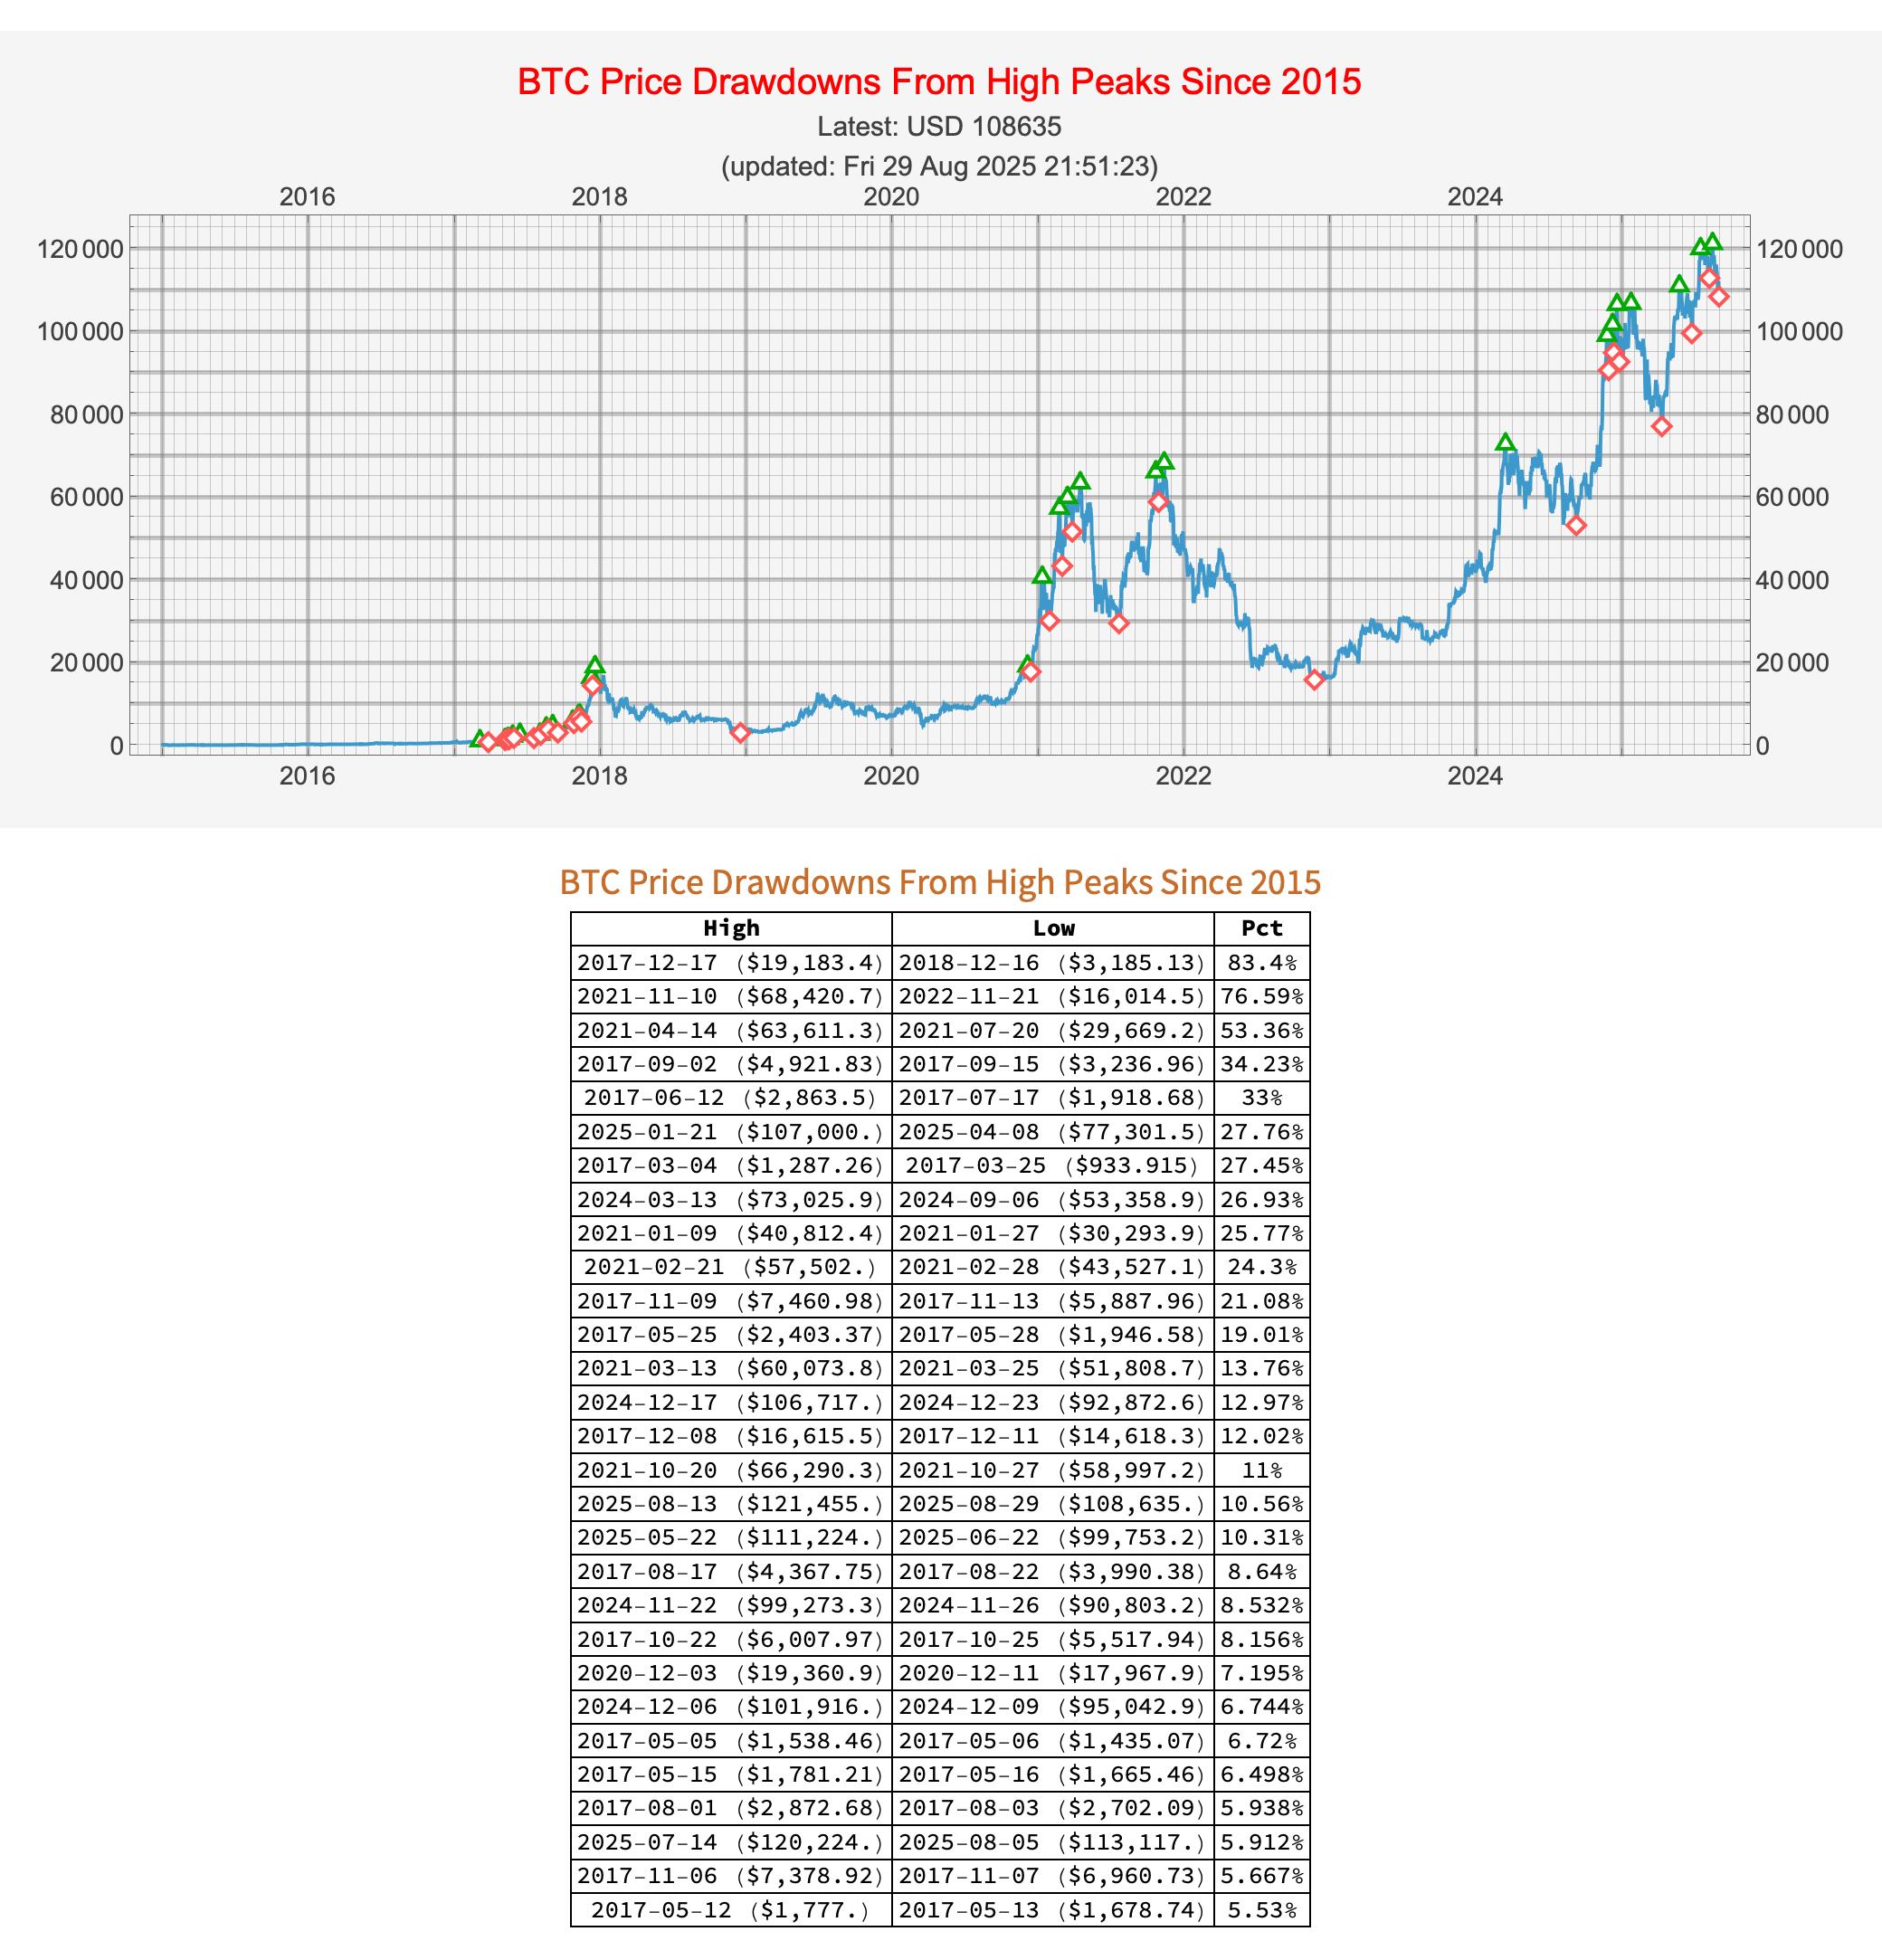 BTC Price Drawdowns From High Peaks Since 2015
Latest: USD 108635
(updated: Fri 29 Aug 2025 21:51:23)
2016 2018 2020 2022 2024
120 000 120 000
100 000 100 000
80 000 80 000
60 000 60 000
40 000 40 000
20 000 20 000
0 0
2016 2018 2020 2022 2024
BTC Price Drawdowns From High Peaks Since 2015
High Low Pct
2017-12-17 ($19,183.4) 2018-12-16 ($3,185.13) 83.4%
2021-11-10 ($68,420.7) 2022-11-21 ($16,014.5) 76.59%
2021-04-14 ($63,611.3) 2021-07-20 ($29,669.2) 53.36%
2017-09-02 ($4,921.83) 2017-09-15 ($3,236.96) 34.23%
2017-06-12 ($2,863.5) 2017-07-17 ($1,918.68) 33%
2025-01-21 ($107,000.) 2025-04-08 ($77,301.5) 27.76%
2017-03-04 ($1,287.26) 2017-03-25 ($933.915) 27.45%
2024-03-13 ($73,025.9) 2024-09-06 ($53,358.9) 26.93%
2021-01-09 ($40,812.4) 2021-01-27 ($30,293.9) 25.77%
2021-02-21 ($57,502.) 2021-02-28 ($43,527.1) 24.3%
2017-11-09 ($7,460.98) 2017-11-13 ($5,887.96) 21.08%
2017-05-25 ($2,403.37) 2017-05-28 ($1,946.58) 19.01%
2021-03-13 ($60,073.8) 2021-03-25 ($51,808.7) 13.76%
2024-12-17 ($106,717.) 2024-12-23 ($92,872.6) 12.97%
2017-12-08 ($16,615.5) 2017-12-11 ($14,618.3) 12.02%
2021-10-20 ($66,290.3) 2021-10-27 ($58,997.2) 11%
2025-08-13 ($121,455.) 2025-08-29 ($108,635.) 10.56%
2025-05-22 ($111,224.) 2025-06-22 ($99,753.2) 10.31%
2017-08-17 ($4,367.75) 2017-08-22 ($3,990.38) 8.64%
2024-11-22 ($99,273.3) 2024-11-26 ($90,803.2) 8.532%
2017-10-22 ($6,007.97) 2017-10-25 ($5,517.94) 8.156%
2020-12-03 ($19,360.9) 2020-12-11 ($17,967.9) 7.195%
2024-12-06 ($101,916.) 2024-12-09 ($95,042.9) 6.744%
2017-05-05 ($1,538.46) 2017-05-06 ($1,435.07) 6.72%
2017-05-15 ($1,781.21) 2017-05-16 ($1,665.46) 6.498%
2017-08-01 ($2,872.68) 2017-08-03 ($2,702.09) 5.938%
2025-07-14 ($120,224.) 2025-08-05 ($113,117.) 5.912%
2017-11-06 ($7,378.92) 2017-11-07 ($6,960.73) 5.667%
2017-05-12 ($1,777.) 2017-05-13 ($1,678.74) 5.53%